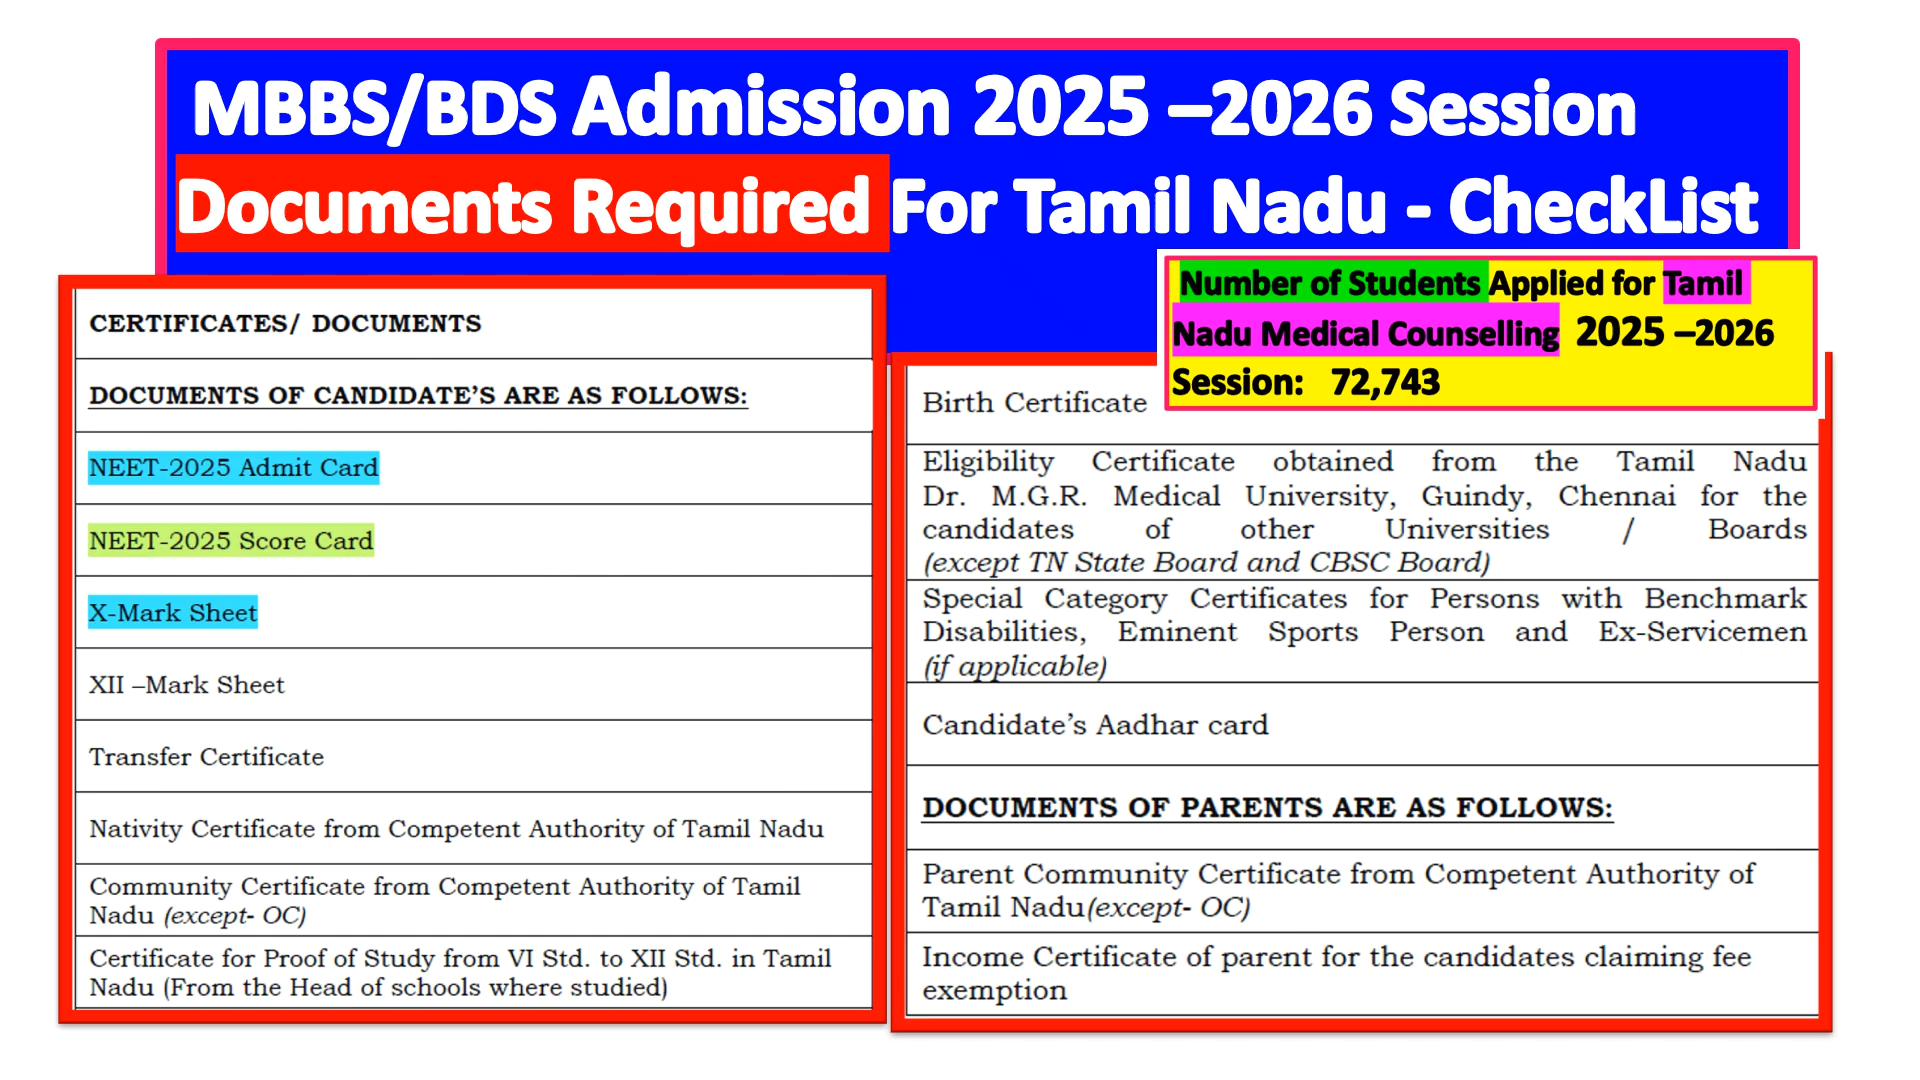 MBBS/BDS Admission 2025 –2026 Session
Documents Required For Tamil Nadu - CheckList
Number of Students Applied for Tamil
Nadu Medical Counselling 2025 –2026
Session: 72,743
CERTIFICATES/ DOCUMENTS
DOCUMENTS OF CANDIDATE'S ARE AS FOLLOWS:
NEET-2025 Admit Card
NEET-2025 Score Card
X-Mark Sheet
XII –Mark Sheet
Transfer Certificate
Nativity Certificate from Competent Authority of Tamil Nadu
Community Certificate from Competent Authority of Tamil
Nadu (except- OC)
Certificate for Proof of Study from VI Std. to XII Std. in Tamil
Nadu (From the Head of schools where studied)
Birth Certificate
Eligibility Certificate obtained from the Tamil Nadu
Dr. M.G.R. Medical University, Guindy, Chennai for the
candidates of other Universities / Boards
(except TN State Board and CBSC Board)
Special Category Certificates for Persons with Benchmark
Disabilities, Eminent Sports Person and Ex-Servicemen
(if applicable)
Candidate's Aadhar card
DOCUMENTS OF PARENTS ARE AS FOLLOWS:
Parent Community Certificate from Competent Authority of
Tamil Nadu(except- OC)
Income Certificate of parent for the candidates claiming fee
exemption